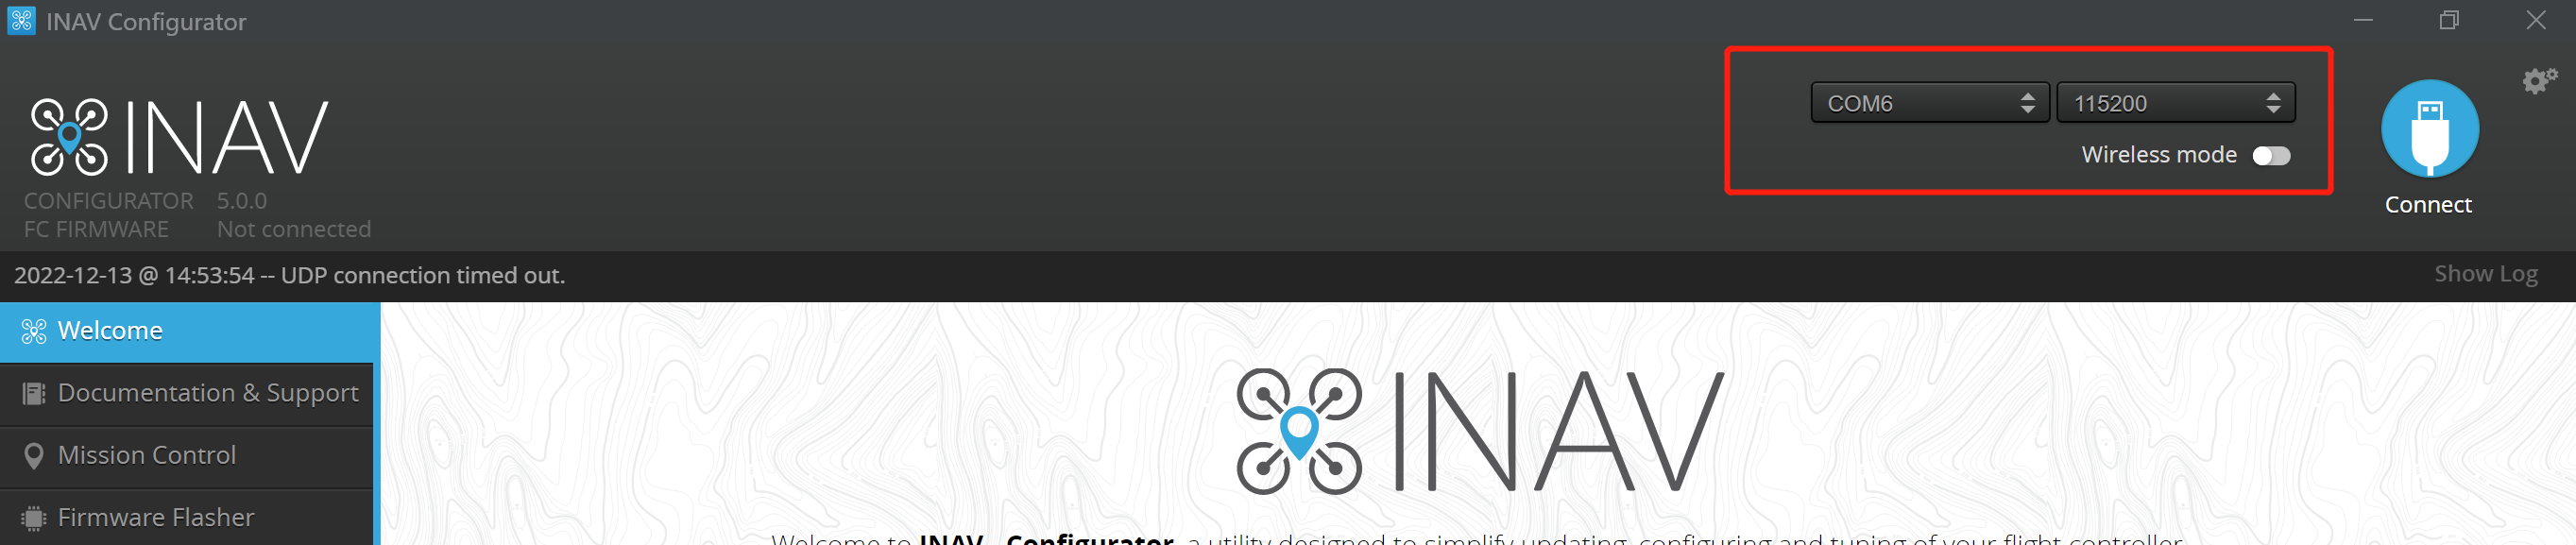 INAV Configurator
COM6 115200
INAV
Wireless mode
CONFIGURATOR 5.0.0
Connect
FC FIRMWARE Not connected
2022-12-13 @ 14:53:54 -- UDP connection timed out.
Show Log
Welcome
Documentation & Support
Mission Control
Firmware Flasher
INAV
Welcome to INAV - Configurator, a utility designed to simplify updating, configuring and tuning of your flight controller.